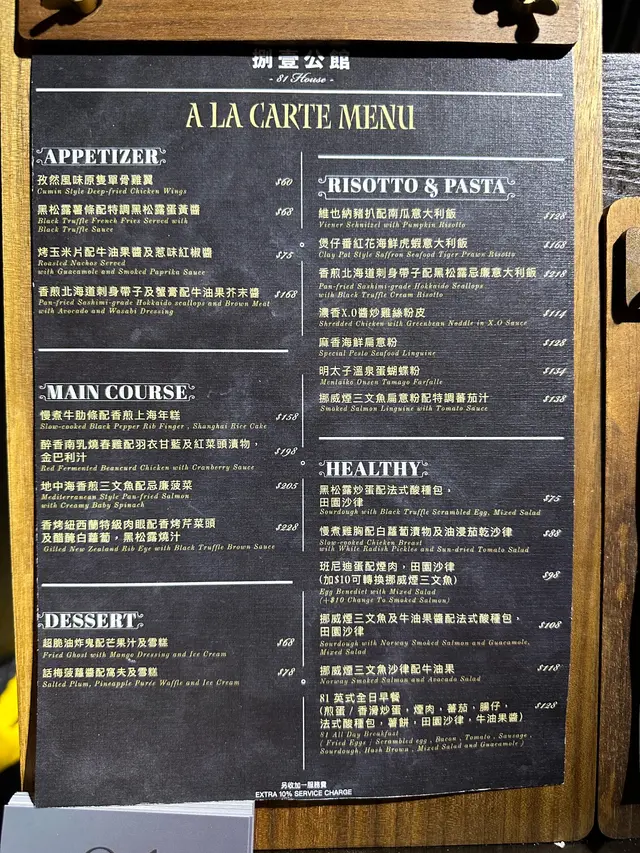 捌壹公館
- 81 House -
A LA CARTE MENU
APPETIZER
孜然風味原隻單骨雞翼 $60
Cumin Style Deep-fried Chicken Wings
黑松露薯條配特調黑松露蛋黃醬 $68
Black Truffle French Fries Served with
Black Truffle Sauce
烤玉米片配牛油果醬及惹味紅椒醬 $75
Roasted Nachos Served
with Guacamole and Smoked Paprika Sauce
香煎北海道刺身帶子及蟹膏配牛油果芥末醬 $168
Pan-fried Sashimi-grade Hokkaido scallops and Brown Meat
with Avocado and Wasabi Dressing
MAIN COURSE
慢煮牛肋條配香煎上海年糕 $158
Slow-cooked Black Pepper Rib Finger , Shanghai Rice Cake
醉香南乳燒春雞配羽衣甘藍及紅菜頭漬物，
金巴利汁 $198
Red Fermented Beancurd Chicken with Cranberry Sauce
地中海香煎三文魚配忌廉菠菜 $205
Mediterranean Style Pan-fried Salmon
with Creamy Baby Spinach
香烤紐西蘭特級肉眼配香烤芹菜頭
及醋醃白蘿蔔，黑松露燒汁 $228
Gilled New Zealand Rib Eye with Black Truffle Brown Sauce
DESSERT
超脆油炸鬼配芒果汁及雪糕 $68
Fried Ghost with Mango Dressing and Ice Cream
話梅菠蘿醬配窩夫及雪糕 $78
Salted Plum, Pineapple Purée Waffle and Ice Cream
RISOTTO & PASTA
維也納豬扒配南瓜意大利飯 $128
Viener Schnitzel with Pumpkin Risotto
煲仔番紅花海鮮虎蝦意大利飯 $168
Clay Pot Style Saffron Seafood Tiger Prawn Risotto
香煎北海道刺身帶子配黑松露忌廉意大利飯 $218
Pan-fried Sashimi-grade Hokkaido Scallops
with Black Truffle Cream Risotto
濃香X.O醬炒雞絲粉皮 $114
Shredded Chicken with Greenbean Noddle in X.O Sauce
麻香海鮮扁意粉 $128
Special Pesto Seafood Linguine
明太子溫泉蛋蝴蝶粉 $134
Mentaiko Onsen Tamago Farfalle
挪威煙三文魚扁意粉配特調蕃茄汁 $138
Smoked Salmon Linguine with Tomato Sauce
HEALTHY
黑松露炒蛋配法式酸種包，
田園沙律 $75
Sourdough with Black Truffle Scrambled Egg, Mixed Salad
慢煮雞胸配白蘿蔔漬物及油浸茄乾沙律 $88
Slow-cooked Chicken Breast
with White Radish Pickles and Sun-dried Tomato Salad
班尼迪蛋配煙肉，田園沙律
(加$10可轉換挪威煙三文魚) $98
Egg Benedict with Mixed Salad
(+$10 Change To Smoked Salmon)
挪威煙三文魚及牛油果醬配法式酸種包，
田園沙律 $108
Sourdough with Norway Smoked Salmon and Guacamole,
Mixed Salad
挪威煙三文魚沙律配牛油果 $118
Norway Smoked Salmon and Avocado Salad
81 英式全日早餐
(煎蛋 / 香滑炒蛋，煙肉，蕃茄，腸仔， $128
法式酸種包，薯餅，田園沙律，牛油果醬)
81 All Day Breakfast
( Fried Eggs / Scrambled egg , Bacon , Tomato , Sausage ,
Sourdough, Hash Brown , Mixed Salad and Guacamole )
另收加一服務費
EXTRA 10% SERVICE CHARGE